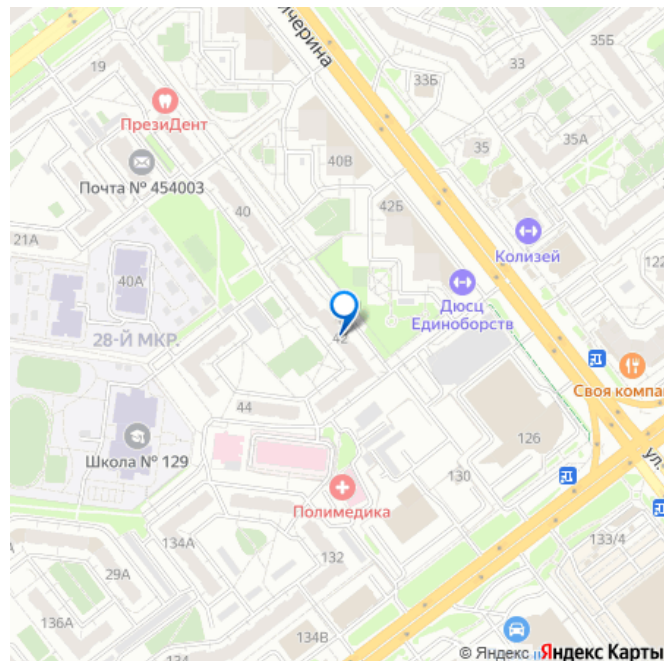 ичерина
35Б
33
19
33Б
ПрезиДент
35А
35
40В
Почта № 454003
42Б
40
Колизей
21А
122
40А
Дюсц
Единоборств
28-Й МКР.
42
Своя компа
44
126
ул.
Школа № 129
130
Полимедика
134А
133/4
132
29А
136А
134В
134
© Яндекс Яндекс Карты